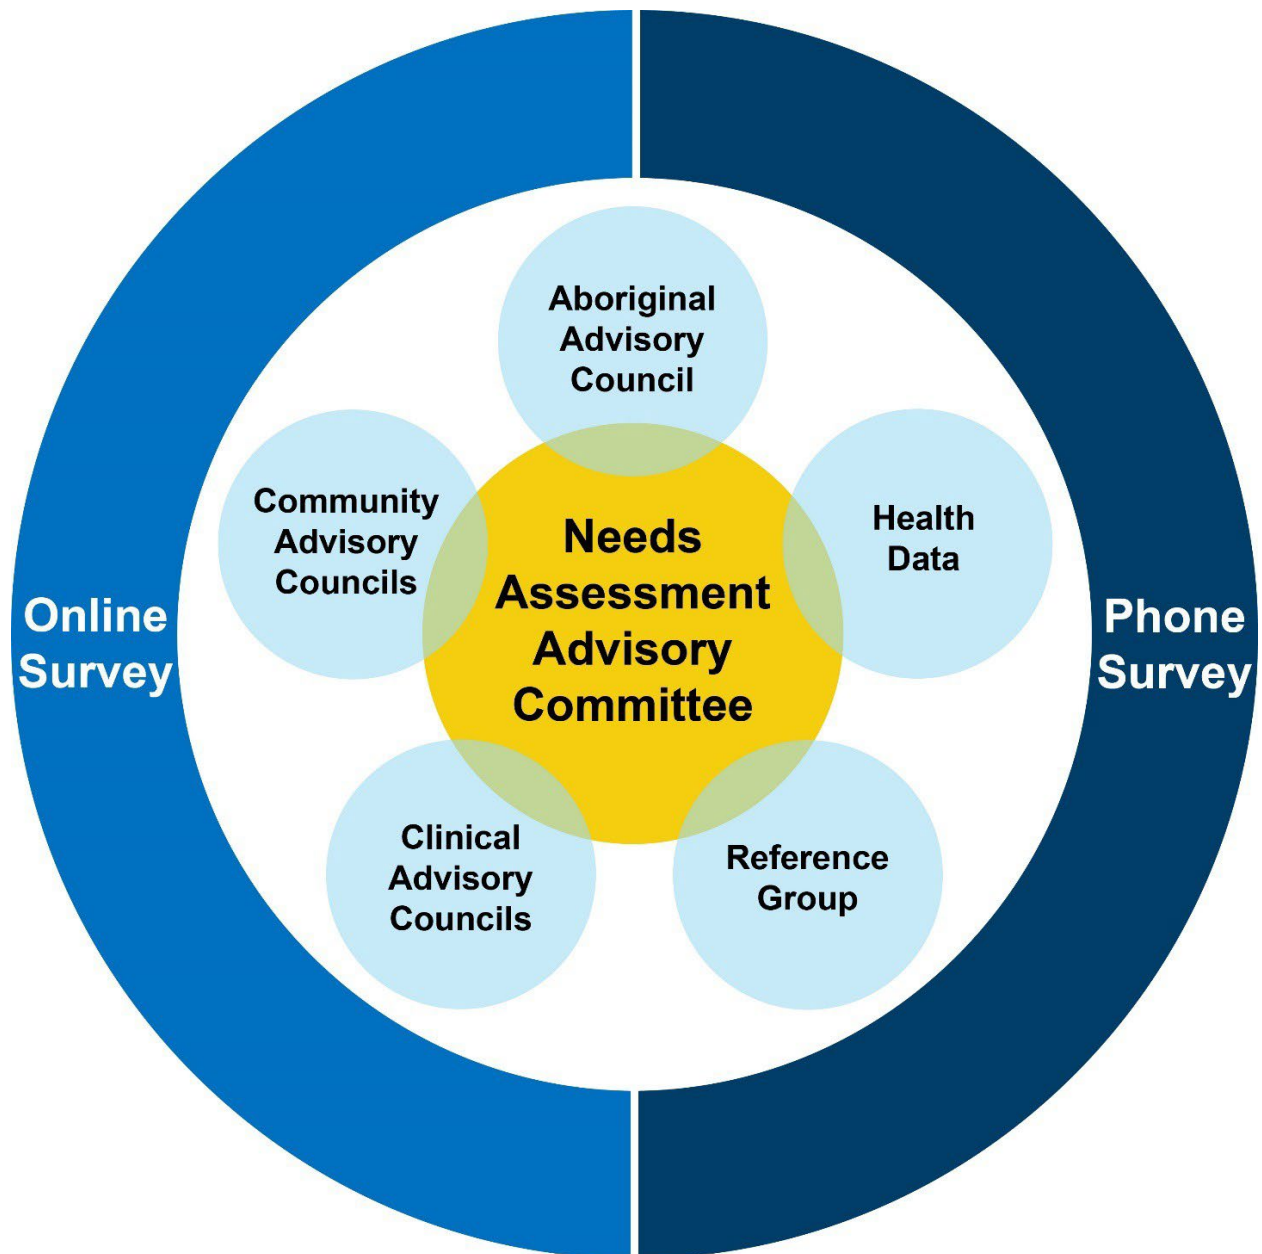 Aboriginal
Advisory
Council
Community
Advisory
Councils
Health
Data
Needs
Assessment
Advisory
Committee
Online
Survey
Phone
Survey
Clinical
Advisory
Councils
Reference
Group